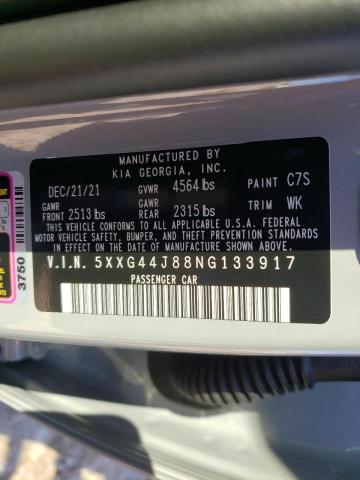 MANUFACTURED BY
KIA GEORGIA, INC.
DEC/21/21 GVWR 4564 lbs PAINT C7S
GAWR FRONT 2513 lbs GAWR REAR 2315 lbs TRIM WK
THIS VEHICLE CONFORMS TO ALL APPLICABLE U.S.A. FEDERAL
MOTOR VEHICLE SAFETY, BUMPER, AND THEFT PREVENTION
STANDARDS IN EFFECT ON THE DATE OF MANUFACTURE SHOWN ABOVE.
V.I.N. 5XXG44J88NG133917
PASSENGER CAR
3750